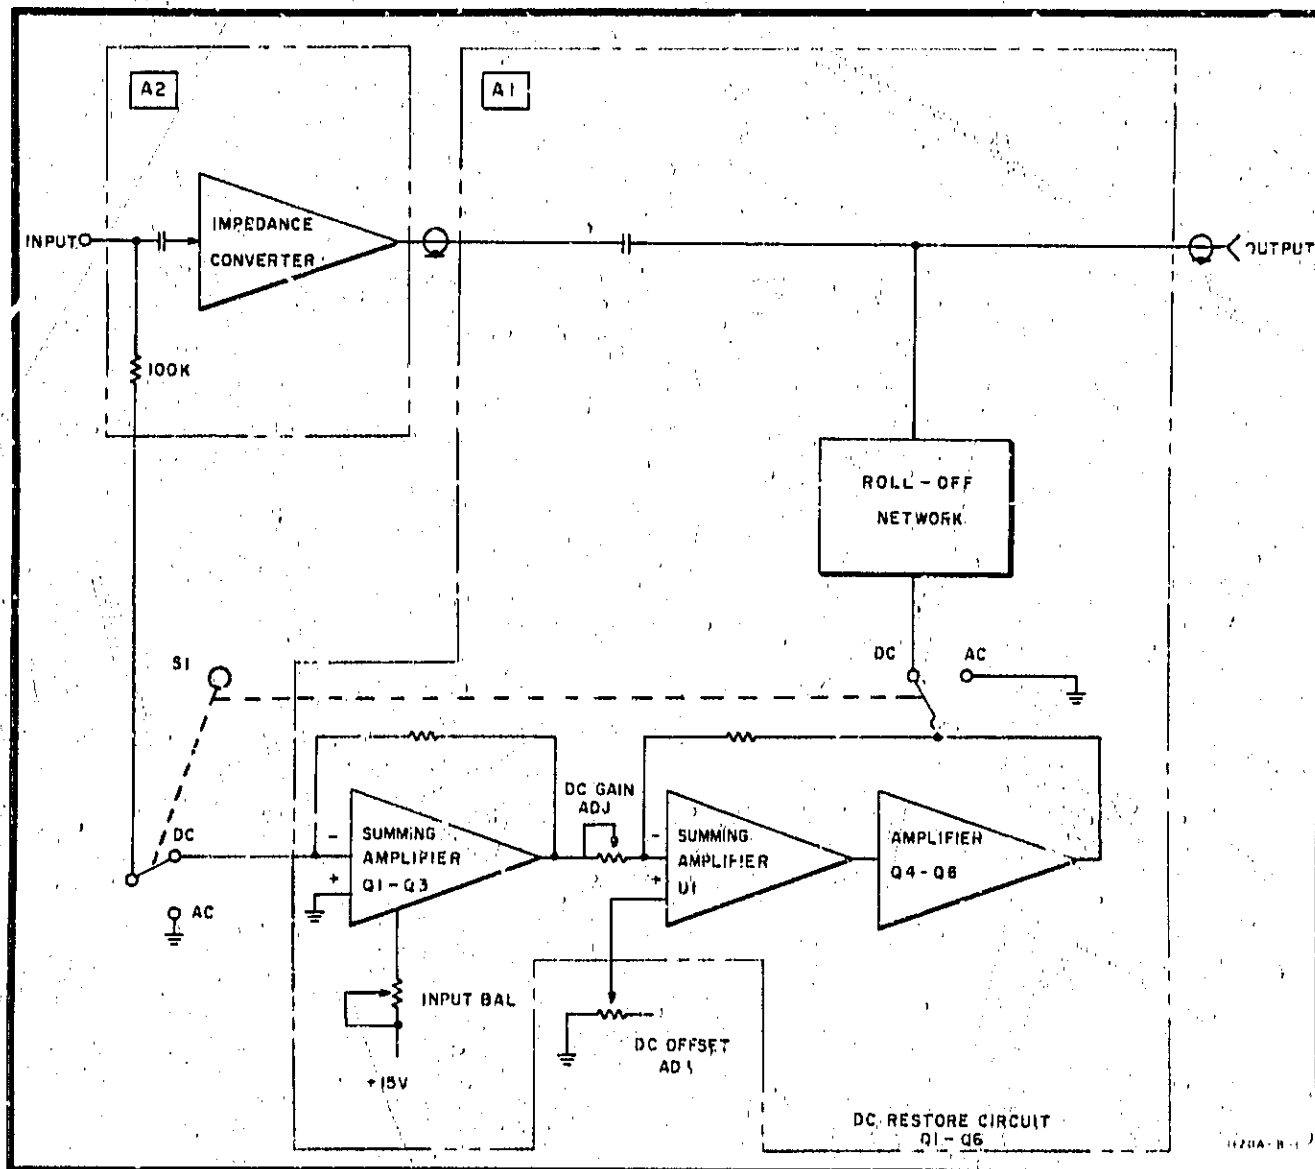 A2
A1
INPUT
IMPEDANCE
CONVERTER
OUTPUT
100K
ROLL-OFF
NETWORK
S1
DC
AC
DC GAIN
ADJ
DC
-
SUMMING
AMPLIFIER
+
Q1-Q3
-
SUMMING
AMPLIFIER
+
U1
AMPLIFIER
Q4-Q6
AC
INPUT BAL
DC OFFSET
+15V
DC RESTORE CIRCUIT
Q1-Q6